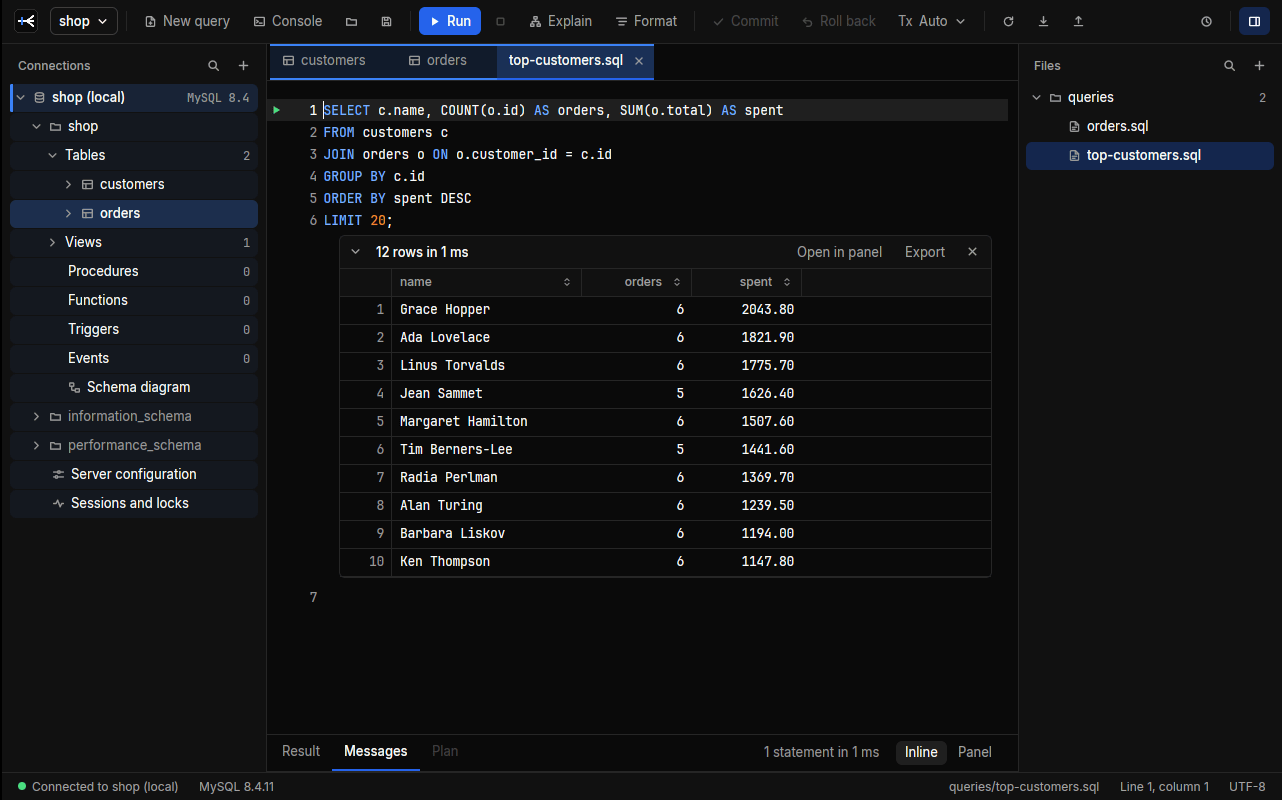 shop New query Console Run Explain Format Commit Roll back Tx Auto
Connections
shop (local) MySQL 8.4
shop
Tables 2
customers
orders
Views 1
Procedures 0
Functions 0
Triggers 0
Events 0
Schema diagram
information_schema
performance_schema
Server configuration
Sessions and locks
customers orders top-customers.sql
1 SELECT c.name, COUNT(o.id) AS orders, SUM(o.total) AS spent
2 FROM customers c
3 JOIN orders o ON o.customer_id = c.id
4 GROUP BY c.id
5 ORDER BY spent DESC
6 LIMIT 20;
12 rows in 1 ms Open in panel Export
name orders spent
1 Grace Hopper 6 2043.80
2 Ada Lovelace 6 1821.90
3 Linus Torvalds 6 1775.70
4 Jean Sammet 5 1626.40
5 Margaret Hamilton 6 1507.60
6 Tim Berners-Lee 5 1441.60
7 Radia Perlman 6 1369.70
8 Alan Turing 6 1239.50
9 Barbara Liskov 6 1194.00
10 Ken Thompson 6 1147.80
7
Result Messages Plan 1 statement in 1 ms Inline Panel
Files
queries 2
orders.sql
top-customers.sql
Connected to shop (local) MySQL 8.4.11 queries/top-customers.sql Line 1, column 1 UTF-8